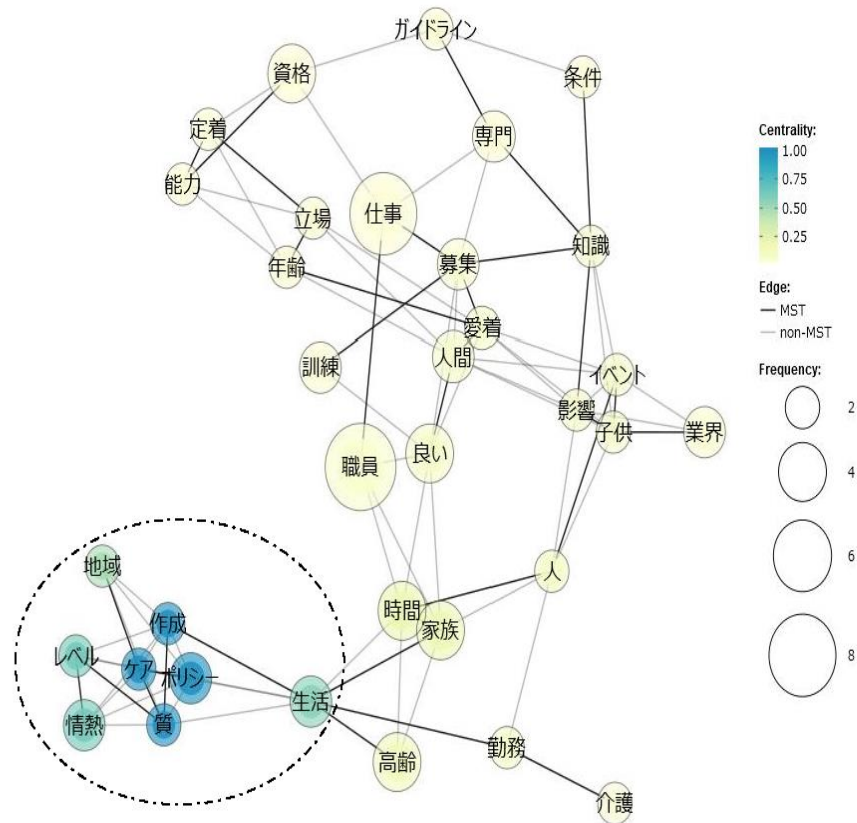 ガイドライン
資格
条件
定着
専門
能力
仕事
立場
知識
募集
年齢
愛着
人間
訓練
イベント
影響
子供
業界
良い
職員
地域
人
時間
作成
家族
レベル
ケア
ポリシー
生活
情熱
質
勤務
高齢
介護
Centrality:
1.00
0.75
0.50
0.25
Edge:
MST
non-MST
Frequency:
2
4
6
8